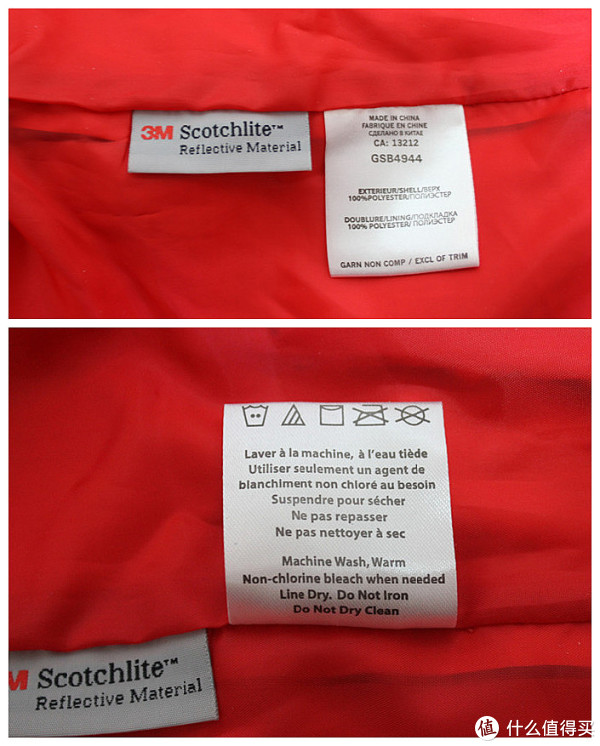 3M Scotchlite™
Reflective Material
MADE IN CHINA
FABRIQUE EN CHINE
СДЕЛАНО В КИТАЕ
CA: 13212
GSB4944
EXTERIEUR/SHELL/ВЕРХ
100%POLYESTER/ПОЛИЭСТЕР
DOUBLURE/LINING/ПОДКЛАДКА
100% POLYESTER/ ПОЛИЭСТЕР
GARN NON COMP / EXCL OF TRIM
Laver à la machine, à l'eau tiède
Utiliser seulement un agent de
blanchiment non chloré au besoin
Suspendre pour sécher
Ne pas repasser
Ne pas nettoyer à sec
Machine Wash, Warm
Non-chlorine bleach when needed
Line Dry. Do Not Iron
Do Not Dry Clean
M Scotchlite™
Reflective Material
值 什么值得买